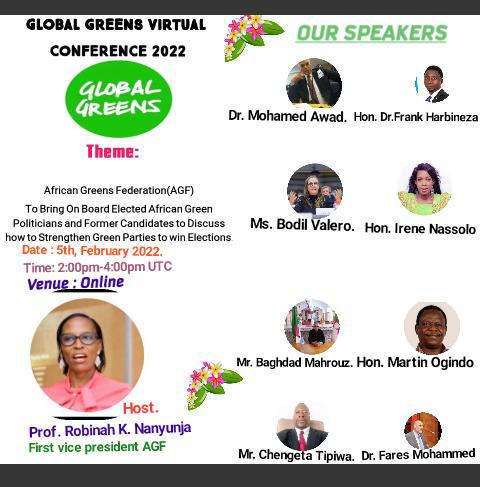 GLOBAL GREENS VIRTUAL
CONFERENCE 2022
GLOBAL
GREENS
Theme:
African Greens Federation(AGF)
To Bring On Board Elected African Green
Politicians and Former Candidates to Discuss
how to Strengthen Green Parties to win Elections.
Date : 5th, February 2022.
Time: 2:00pm-4:00pm UTC
Venue : Online
Host.
Prof. Robinah K. Nanyunja
First vice president AGF
OUR SPEAKERS
Dr. Mohamed Awad.
Hon. Dr.Frank Harbineza
Ms. Bodil Valero.
Hon. Irene Nassolo
Mr. Baghdad Mahrouz.
Hon. Martin Ogindo
Mr. Chengeta Tipiwa.
Dr. Fares Mohammed